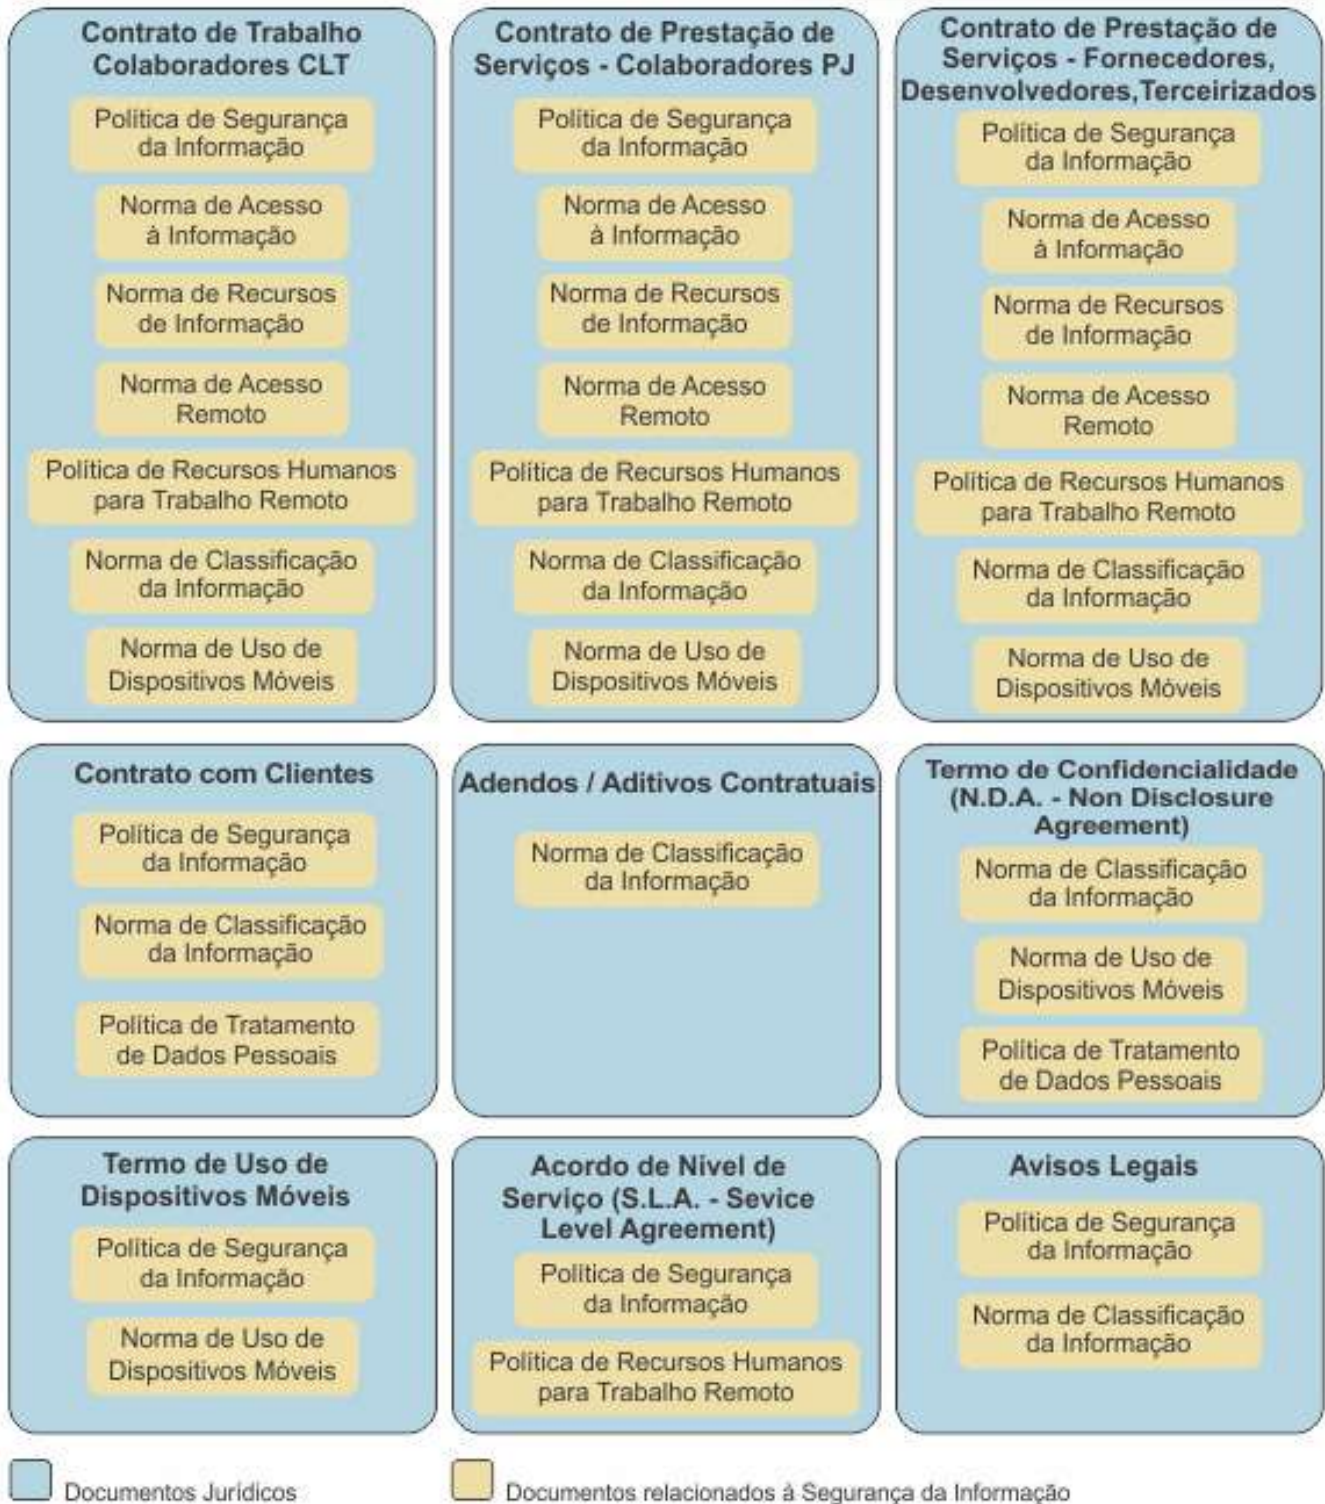 Contrato de Trabalho
Colaboradores CLT
Política de Segurança
da Informação
Norma de Acesso
à Informação
Norma de Recursos
de Informação
Norma de Acesso
Remoto
Política de Recursos Humanos
para Trabalho Remoto
Norma de Classificação
da Informação
Norma de Uso de
Dispositivos Móveis
Contrato de Prestação de
Serviços - Colaboradores PJ
Política de Segurança
da Informação
Norma de Acesso
à Informação
Norma de Recursos
de Informação
Norma de Acesso
Remoto
Política de Recursos Humanos
para Trabalho Remoto
Norma de Classificação
da Informação
Norma de Uso de
Dispositivos Móveis
Contrato de Prestação de
Serviços - Fornecedores,
Desenvolvedores,Terceirizados
Política de Segurança
da Informação
Norma de Acesso
à Informação
Norma de Recursos
de Informação
Norma de Acesso
Remoto
Política de Recursos Humanos
para Trabalho Remoto
Norma de Classificação
da Informação
Norma de Uso de
Dispositivos Móveis
Contrato com Clientes
Política de Segurança
da Informação
Norma de Classificação
da Informação
Política de Tratamento
de Dados Pessoais
Adendos / Aditivos Contratuais
Norma de Classificação
da Informação
Termo de Confidencialidade
(N.D.A. - Non Disclosure
Agreement)
Norma de Classificação
da Informação
Norma de Uso de
Dispositivos Móveis
Política de Tratamento
de Dados Pessoais
Termo de Uso de
Dispositivos Móveis
Política de Segurança
da Informação
Norma de Uso de
Dispositivos Móveis
Acordo de Nível de
Serviço (S.L.A. - Sevice
Level Agreement)
Política de Segurança
da Informação
Política de Recursos Humanos
para Trabalho Remoto
Avisos Legais
Política de Segurança
da Informação
Norma de Classificação
da Informação
Documentos Jurídicos
Documentos relacionados à Segurança da Informação